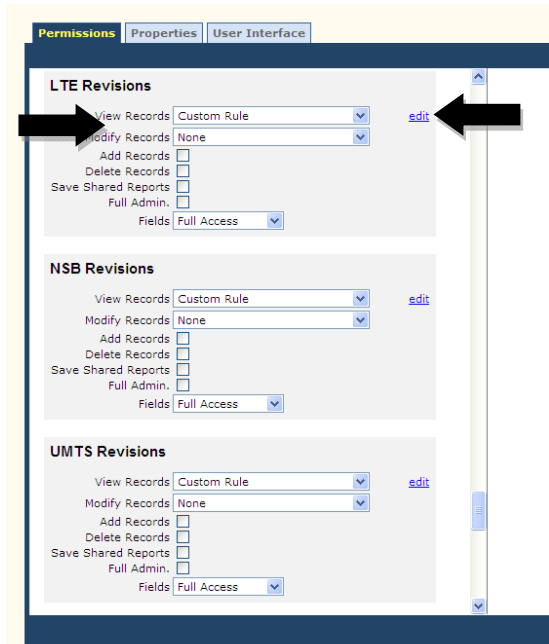 Permissions Properties User Interface
LTE Revisions
View Records Custom Rule edit
Modify Records None
Add Records
Delete Records
Save Shared Reports
Full Admin.
Fields Full Access
NSB Revisions
View Records Custom Rule edit
Modify Records None
Add Records
Delete Records
Save Shared Reports
Full Admin.
Fields Full Access
UMTS Revisions
View Records Custom Rule edit
Modify Records None
Add Records
Delete Records
Save Shared Reports
Full Admin.
Fields Full Access